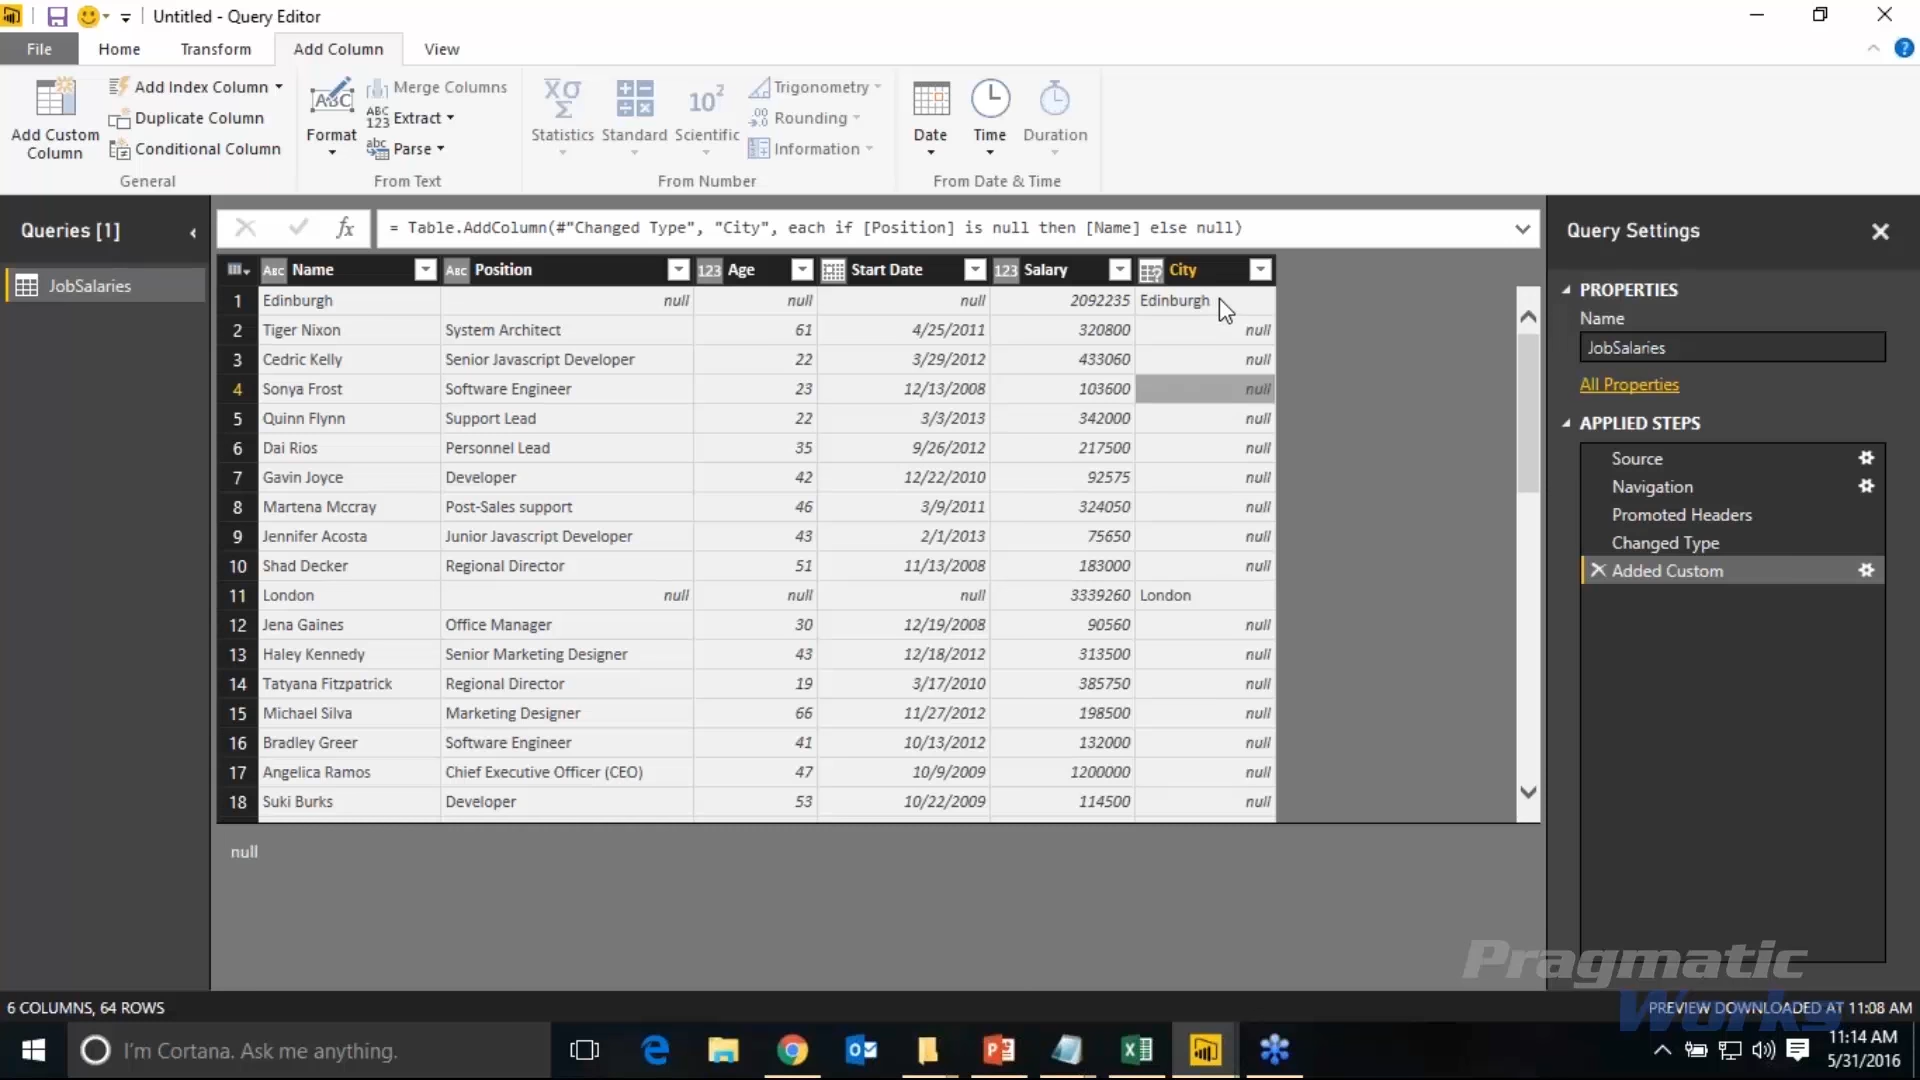 Untitled - Query Editor
File Home Transform Add Column View
Add Custom Column
Add Index Column
Duplicate Column
Conditional Column
General
ABC
Format
Merge Columns
ABC 123 Extract
abc Parse
From Text
Statistics
Standard
10² Scientific
Trigonometry
Rounding
Information
From Number
Date
Time
Duration
From Date & Time
Queries [1]
JobSalaries
fx = Table.AddColumn(#"Changed Type", "City", each if [Position] is null then [Name] else null)
ABC Name ABC Position 123 Age Start Date 123 Salary City
1 Edinburgh null null null 2092235 Edinburgh
2 Tiger Nixon System Architect 61 4/25/2011 320800 null
3 Cedric Kelly Senior Javascript Developer 22 3/29/2012 433060 null
4 Sonya Frost Software Engineer 23 12/13/2008 103600 null
5 Quinn Flynn Support Lead 22 3/3/2013 342000 null
6 Dai Rios Personnel Lead 35 9/26/2012 217500 null
7 Gavin Joyce Developer 42 12/22/2010 92575 null
8 Martena Mccray Post-Sales support 46 3/9/2011 324050 null
9 Jennifer Acosta Junior Javascript Developer 43 2/1/2013 75650 null
10 Shad Decker Regional Director 51 11/13/2008 183000 null
11 London null null null 3339260 London
12 Jena Gaines Office Manager 30 12/19/2008 90560 null
13 Haley Kennedy Senior Marketing Designer 43 12/18/2012 313500 null
14 Tatyana Fitzpatrick Regional Director 19 3/17/2010 385750 null
15 Michael Silva Marketing Designer 66 11/27/2012 198500 null
16 Bradley Greer Software Engineer 41 10/13/2012 132000 null
17 Angelica Ramos Chief Executive Officer (CEO) 47 10/9/2009 1200000 null
18 Suki Burks Developer 53 10/22/2009 114500 null
null
Query Settings
PROPERTIES
Name
JobSalaries
All Properties
APPLIED STEPS
Source
Navigation
Promoted Headers
Changed Type
Added Custom
Pragmatic
Works
6 COLUMNS, 64 ROWS
PREVIEW DOWNLOADED AT 11:08 AM
I'm Cortana. Ask me anything.
11:14 AM
5/31/2016